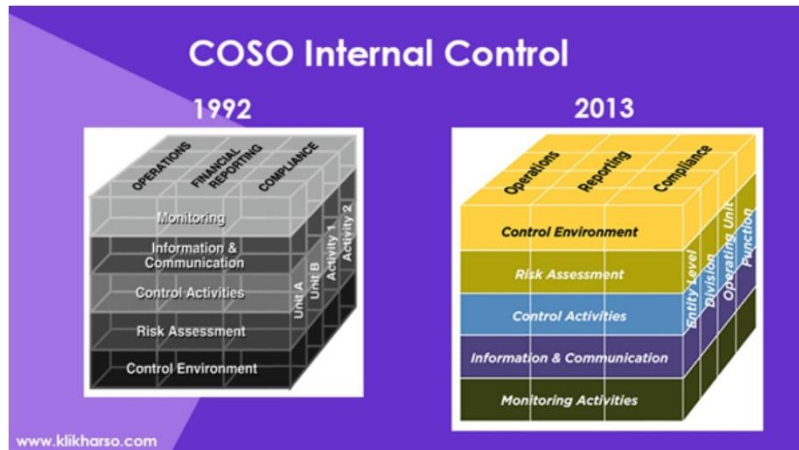 COSO Internal Control
1992
OPERATIONS
FINANCIAL
REPORTING
COMPLIANCE
Monitoring
Information &
Communication
Control Activities
Risk Assessment
Control Environment
Unit A
Unit B
Activity 1
Activity 2
2013
Operations
Reporting
Compliance
Control Environment
Risk Assessment
Control Activities
Information & Communication
Monitoring Activities
Entity Level
Division
Operating Unit
Function
www.klikharso.com